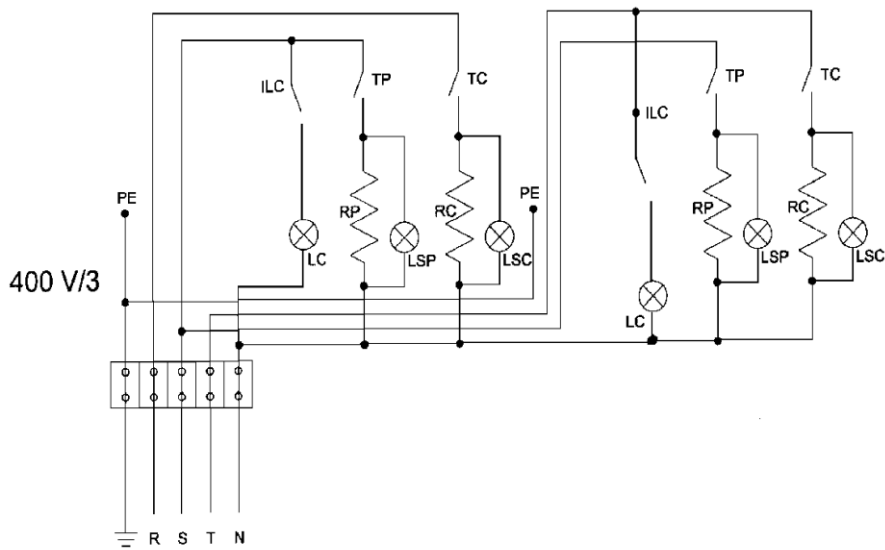 ILC TP TC TP TC
ILC
PE RP RC PE RP RC
LC LSP LSC LSP LSC
400 V/3 LC
R S T N